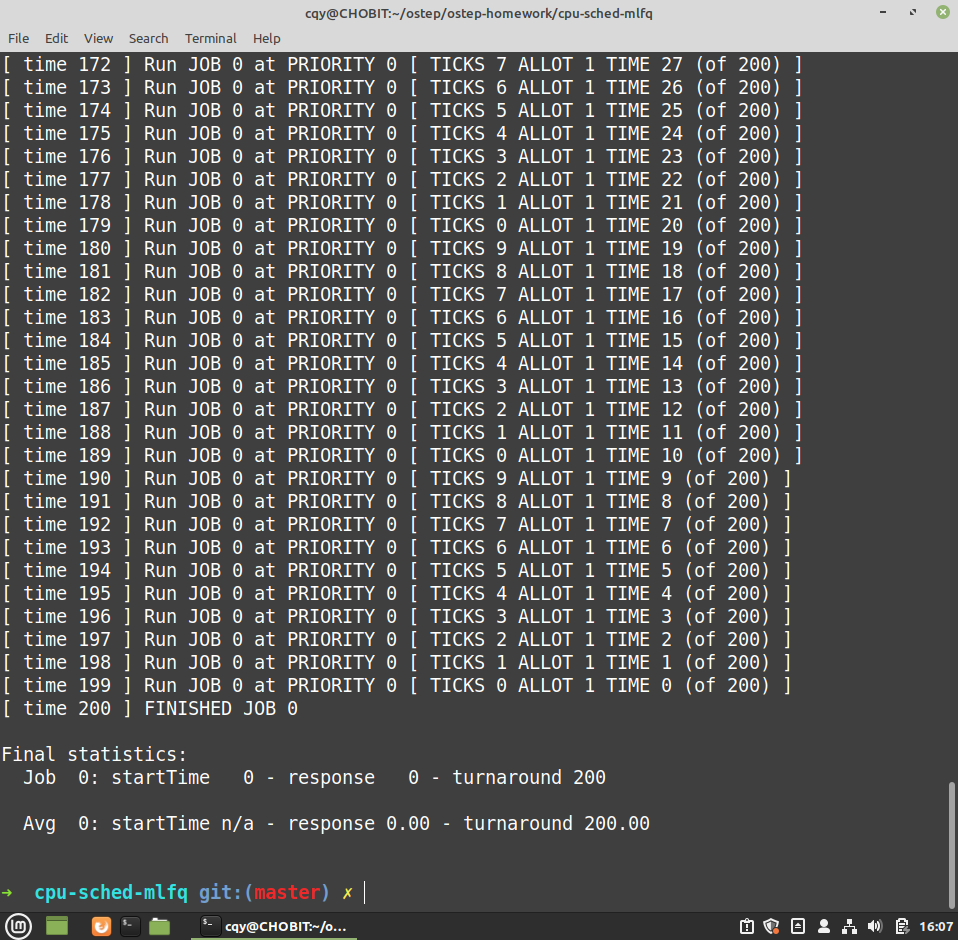 cqy@CHOBIT:~/ostep/ostep-homework/cpu-sched-mlfq
File Edit View Search Terminal Help
[ time 172 ] Run JOB 0 at PRIORITY 0 [ TICKS 7 ALLOT 1 TIME 27 (of 200) ]
[ time 173 ] Run JOB 0 at PRIORITY 0 [ TICKS 6 ALLOT 1 TIME 26 (of 200) ]
[ time 174 ] Run JOB 0 at PRIORITY 0 [ TICKS 5 ALLOT 1 TIME 25 (of 200) ]
[ time 175 ] Run JOB 0 at PRIORITY 0 [ TICKS 4 ALLOT 1 TIME 24 (of 200) ]
[ time 176 ] Run JOB 0 at PRIORITY 0 [ TICKS 3 ALLOT 1 TIME 23 (of 200) ]
[ time 177 ] Run JOB 0 at PRIORITY 0 [ TICKS 2 ALLOT 1 TIME 22 (of 200) ]
[ time 178 ] Run JOB 0 at PRIORITY 0 [ TICKS 1 ALLOT 1 TIME 21 (of 200) ]
[ time 179 ] Run JOB 0 at PRIORITY 0 [ TICKS 0 ALLOT 1 TIME 20 (of 200) ]
[ time 180 ] Run JOB 0 at PRIORITY 0 [ TICKS 9 ALLOT 1 TIME 19 (of 200) ]
[ time 181 ] Run JOB 0 at PRIORITY 0 [ TICKS 8 ALLOT 1 TIME 18 (of 200) ]
[ time 182 ] Run JOB 0 at PRIORITY 0 [ TICKS 7 ALLOT 1 TIME 17 (of 200) ]
[ time 183 ] Run JOB 0 at PRIORITY 0 [ TICKS 6 ALLOT 1 TIME 16 (of 200) ]
[ time 184 ] Run JOB 0 at PRIORITY 0 [ TICKS 5 ALLOT 1 TIME 15 (of 200) ]
[ time 185 ] Run JOB 0 at PRIORITY 0 [ TICKS 4 ALLOT 1 TIME 14 (of 200) ]
[ time 186 ] Run JOB 0 at PRIORITY 0 [ TICKS 3 ALLOT 1 TIME 13 (of 200) ]
[ time 187 ] Run JOB 0 at PRIORITY 0 [ TICKS 2 ALLOT 1 TIME 12 (of 200) ]
[ time 188 ] Run JOB 0 at PRIORITY 0 [ TICKS 1 ALLOT 1 TIME 11 (of 200) ]
[ time 189 ] Run JOB 0 at PRIORITY 0 [ TICKS 0 ALLOT 1 TIME 10 (of 200) ]
[ time 190 ] Run JOB 0 at PRIORITY 0 [ TICKS 9 ALLOT 1 TIME 9 (of 200) ]
[ time 191 ] Run JOB 0 at PRIORITY 0 [ TICKS 8 ALLOT 1 TIME 8 (of 200) ]
[ time 192 ] Run JOB 0 at PRIORITY 0 [ TICKS 7 ALLOT 1 TIME 7 (of 200) ]
[ time 193 ] Run JOB 0 at PRIORITY 0 [ TICKS 6 ALLOT 1 TIME 6 (of 200) ]
[ time 194 ] Run JOB 0 at PRIORITY 0 [ TICKS 5 ALLOT 1 TIME 5 (of 200) ]
[ time 195 ] Run JOB 0 at PRIORITY 0 [ TICKS 4 ALLOT 1 TIME 4 (of 200) ]
[ time 196 ] Run JOB 0 at PRIORITY 0 [ TICKS 3 ALLOT 1 TIME 3 (of 200) ]
[ time 197 ] Run JOB 0 at PRIORITY 0 [ TICKS 2 ALLOT 1 TIME 2 (of 200) ]
[ time 198 ] Run JOB 0 at PRIORITY 0 [ TICKS 1 ALLOT 1 TIME 1 (of 200) ]
[ time 199 ] Run JOB 0 at PRIORITY 0 [ TICKS 0 ALLOT 1 TIME 0 (of 200) ]
[ time 200 ] FINISHED JOB 0
Final statistics:
Job  0: startTime   0 - response   0 - turnaround 200
Avg  0: startTime n/a - response 0.00 - turnaround 200.00
➜ cpu-sched-mlfq git:(master) ✗
cqy@CHOBIT:~/o... 16:07